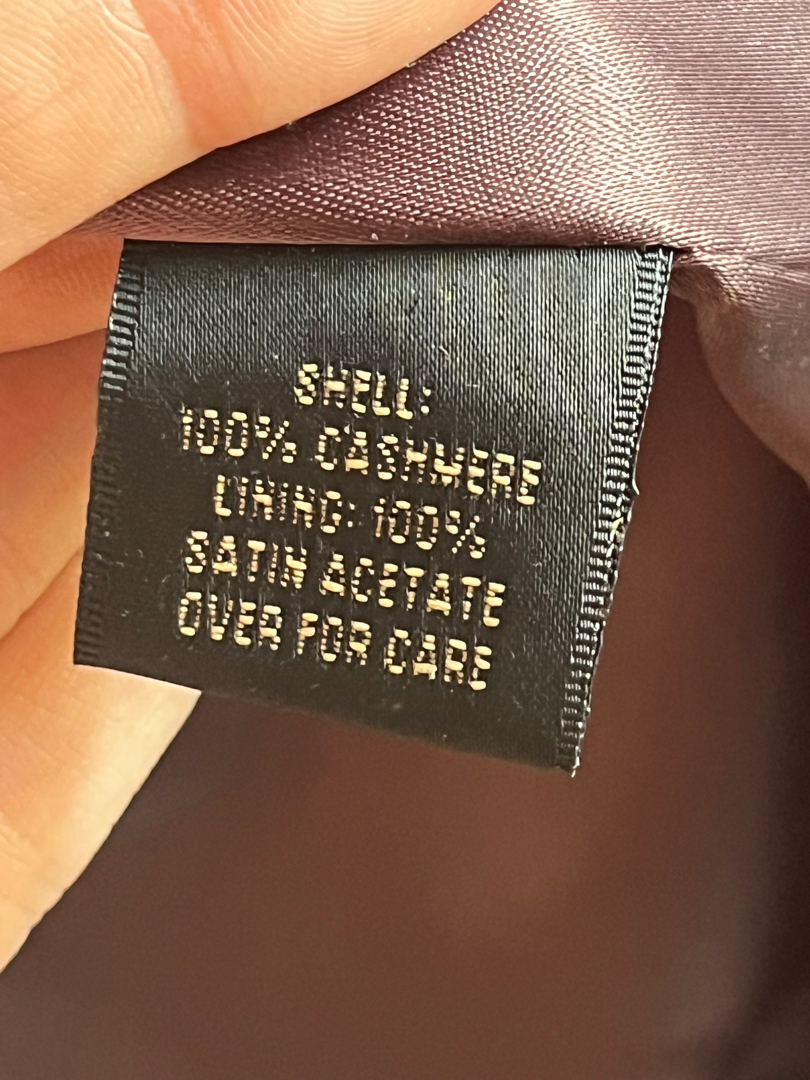 SHELL:
100% CASHMERE
LINING: 100%
SATIN ACETATE
OVER FOR CARE